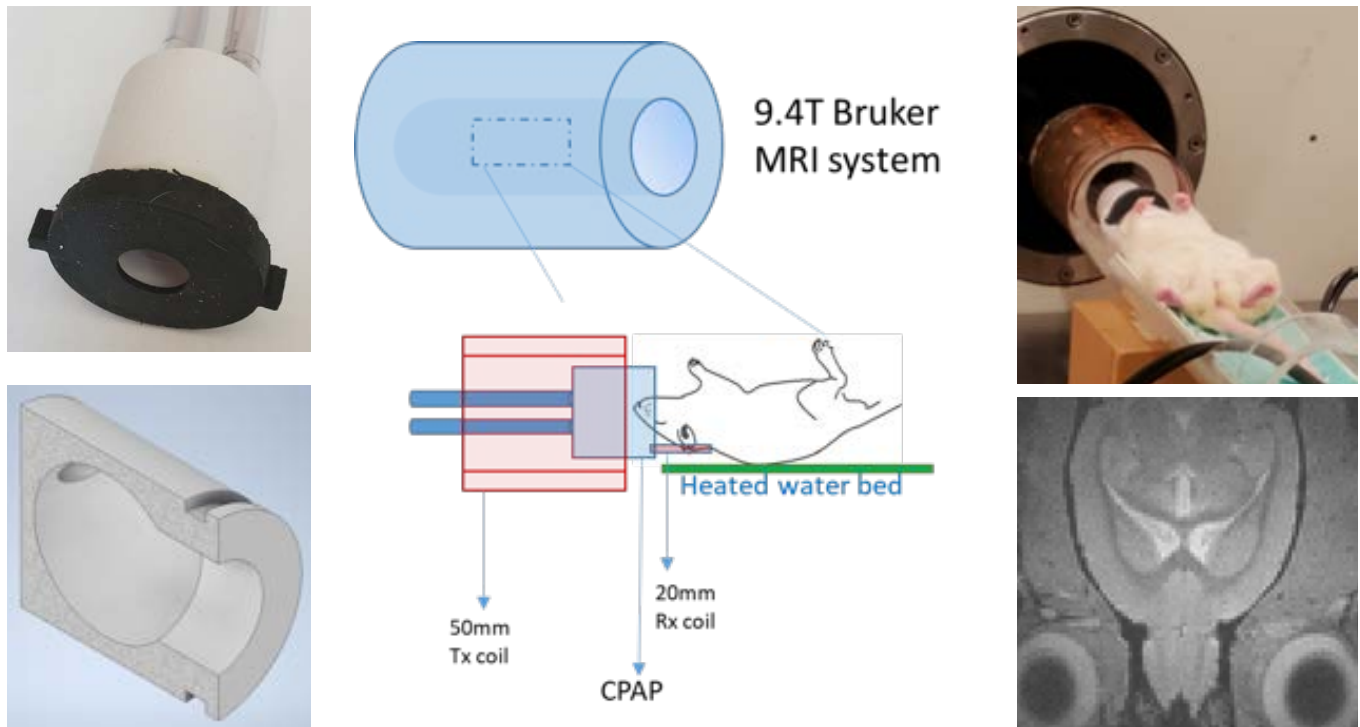 9.4T Bruker
MRI system
Heated water bed
20mm
Rx coil
50mm
Tx coil
CPAP